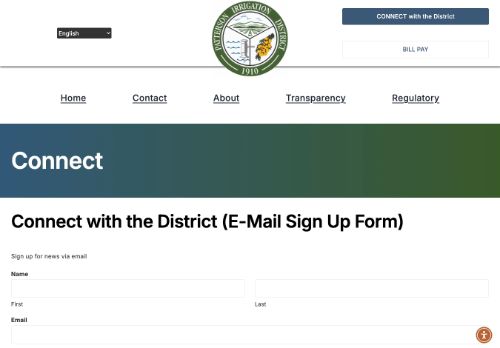 English
PATTERSON IRRIGATION DISTRICT
1910
CONNECT with the District
BILL PAY
Home
Contact
About
Transparency
Regulatory
Connect
Connect with the District (E-Mail Sign Up Form)
Sign up for news via email
Name
First
Last
Email